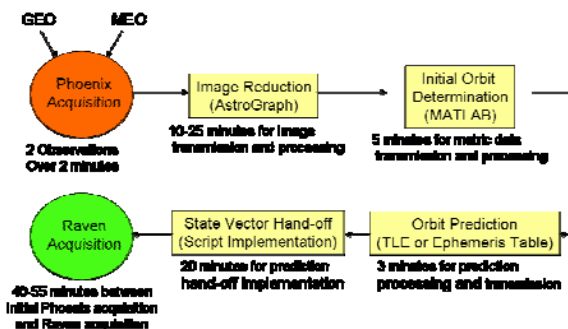 GEO
MEO
Phoenix
Acquisition
2 Observations
Over 2 minutes
Image Reduction
(AstroGraph)
10-25 minutes for image
transmission and processing
Initial Orbit
Determination
(MATLAB)
5 minutes for metric data
transmission and processing
Raven
Acquisition
40-55 minutes between
Initial Phoenix acquisition
and Raven acquisition
State Vector Hand-off
(Script Implementation)
20 minutes for prediction
hand-off implementation
Orbit Prediction
(TLE or Ephemeris Table)
3 minutes for prediction
processing and transmission